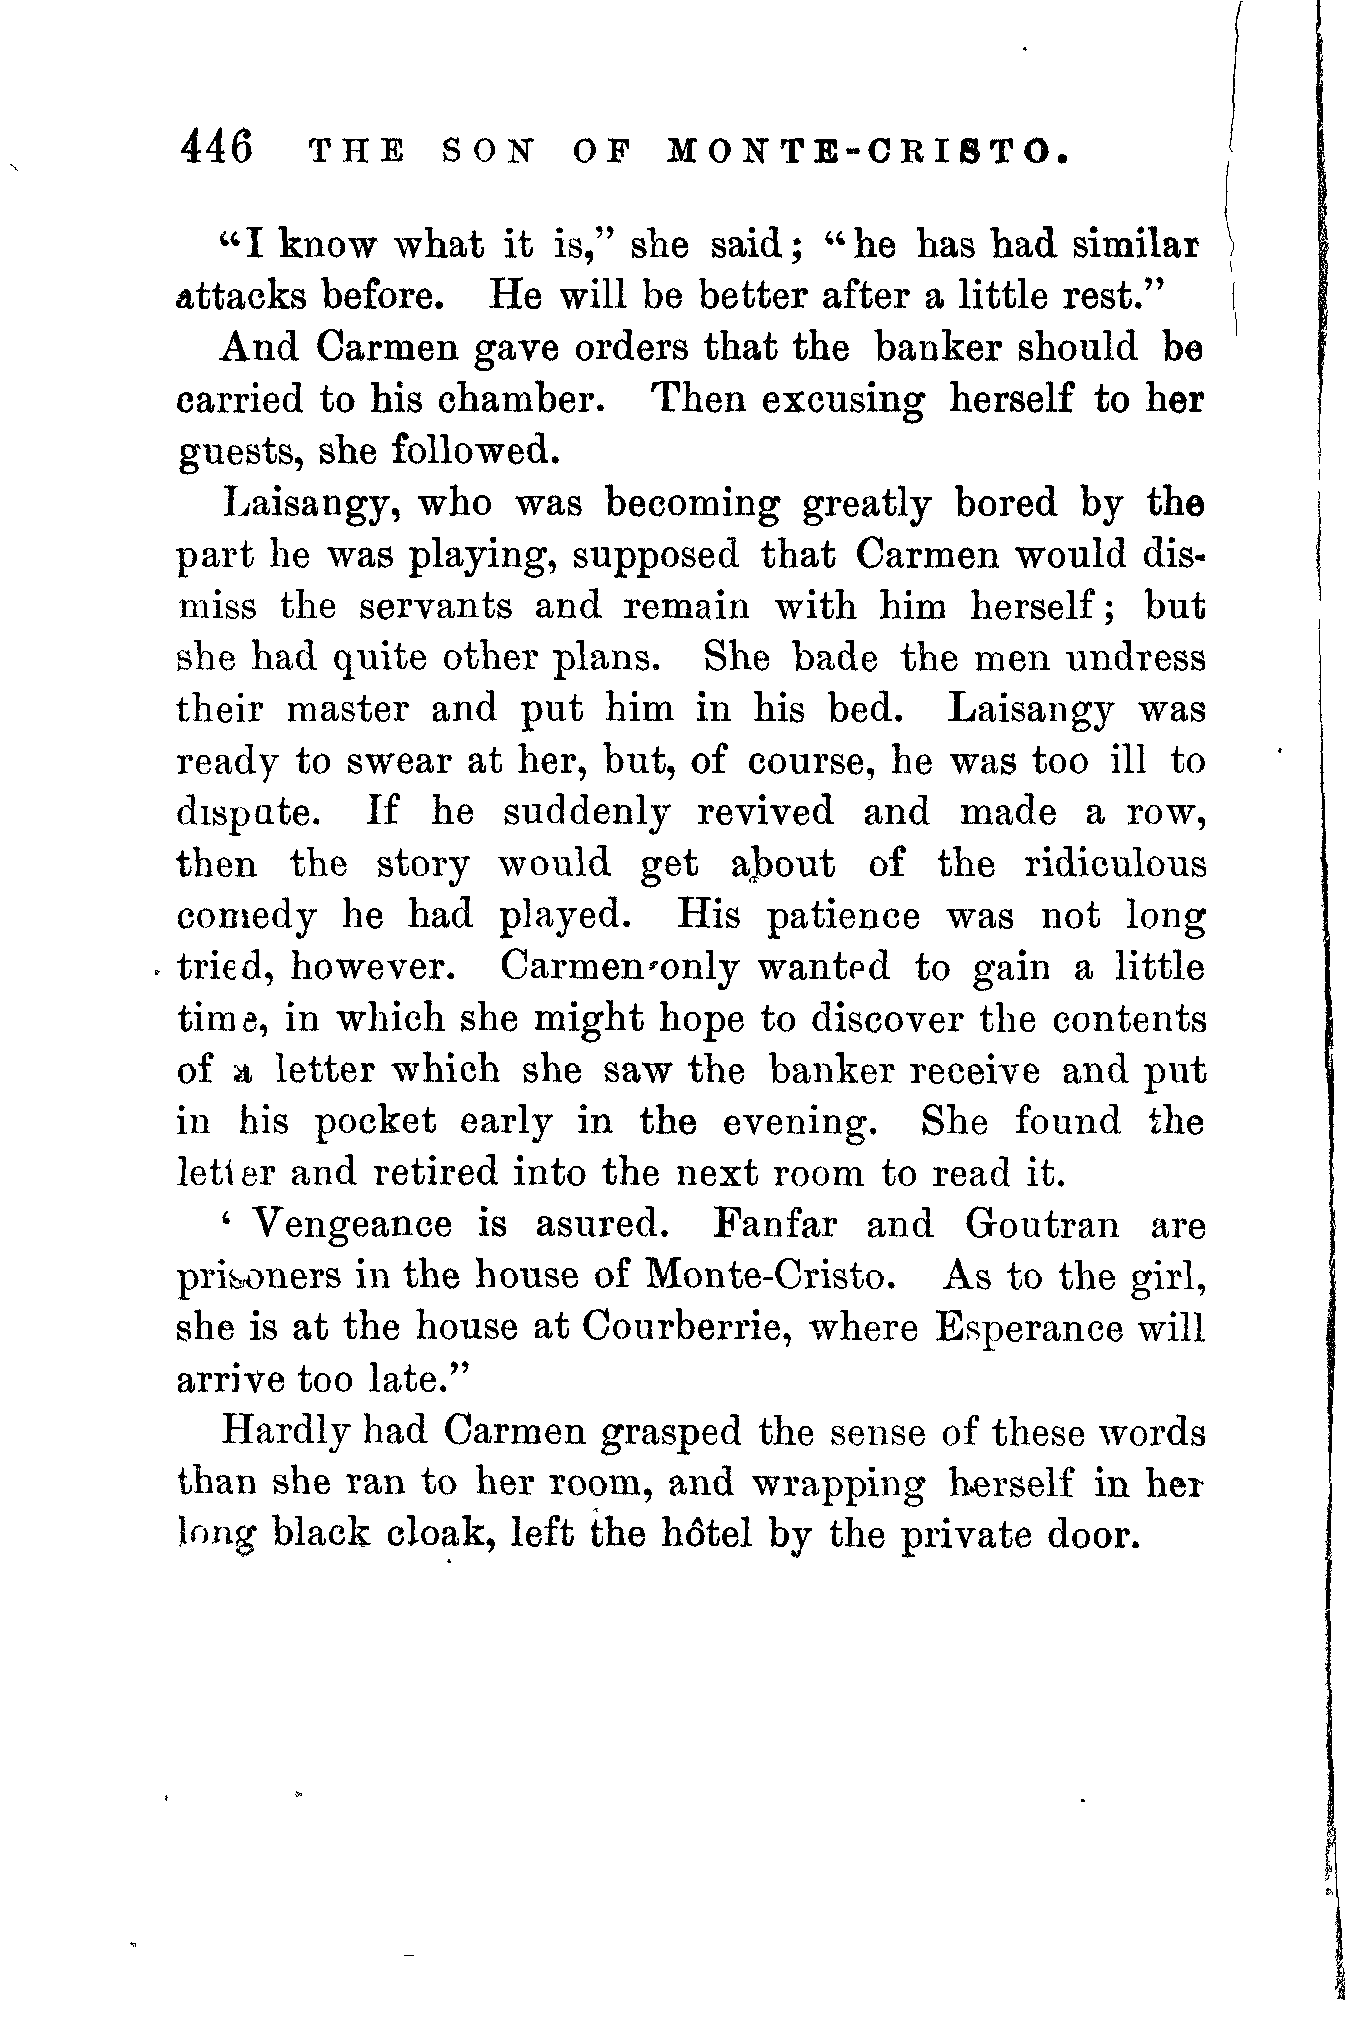 446 THE SON OF MONTE-CRISTO.
“I know what it is,” she said; “he has had similar
attacks before. He will be better after a little rest.”
And Carmen gave orders that the banker should be
carried to his chamber. Then excusing herself to her
guests, she followed.
Laisangy, who was becoming greatly bored by the
part he was playing, supposed that Carmen would dis-
miss the servants and remain with him herself; but
she had quite other plans. She bade the men undress
their master and put him in his bed. Laisangy was
ready to swear at her, but, of course, he was too ill to
dispute. If he suddenly revived and made a row,
then the story would get about of the ridiculous
comedy he had played. His patience was not long
tried, however. Carmen only wanted to gain a little
time, in which she might hope to discover the contents
of a letter which she saw the banker receive and put
in his pocket early in the evening. She found the
letter and retired into the next room to read it.
‘ Vengeance is asured. Fanfar and Goutran are
prisoners in the house of Monte-Cristo. As to the girl,
she is at the house at Courberrie, where Esperance will
arrive too late.”
Hardly had Carmen grasped the sense of these words
than she ran to her room, and wrapping herself in her
long black cloak, left the hôtel by the private door.